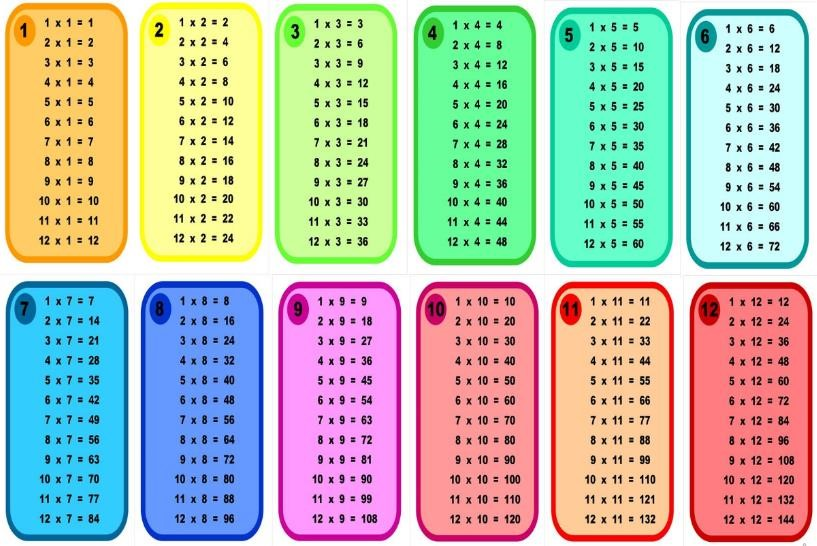 1
1 x 1 = 1
2 x 1 = 2
3 x 1 = 3
4 x 1 = 4
5 x 1 = 5
6 x 1 = 6
7 x 1 = 7
8 x 1 = 8
9 x 1 = 9
10 x 1 = 10
11 x 1 = 11
12 x 1 = 12
2
1 x 2 = 2
2 x 2 = 4
3 x 2 = 6
4 x 2 = 8
5 x 2 = 10
6 x 2 = 12
7 x 2 = 14
8 x 2 = 16
9 x 2 = 18
10 x 2 = 20
11 x 2 = 22
12 x 2 = 24
3
1 x 3 = 3
2 x 3 = 6
3 x 3 = 9
4 x 3 = 12
5 x 3 = 15
6 x 3 = 18
7 x 3 = 21
8 x 3 = 24
9 x 3 = 27
10 x 3 = 30
11 x 3 = 33
12 x 3 = 36
4
1 x 4 = 4
2 x 4 = 8
3 x 4 = 12
4 x 4 = 16
5 x 4 = 20
6 x 4 = 24
7 x 4 = 28
8 x 4 = 32
9 x 4 = 36
10 x 4 = 40
11 x 4 = 44
12 x 4 = 48
5
1 x 5 = 5
2 x 5 = 10
3 x 5 = 15
4 x 5 = 20
5 x 5 = 25
6 x 5 = 30
7 x 5 = 35
8 x 5 = 40
9 x 5 = 45
10 x 5 = 50
11 x 5 = 55
12 x 5 = 60
6
1 x 6 = 6
2 x 6 = 12
3 x 6 = 18
4 x 6 = 24
5 x 6 = 30
6 x 6 = 36
7 x 6 = 42
8 x 6 = 48
9 x 6 = 54
10 x 6 = 60
11 x 6 = 66
12 x 6 = 72
7
1 x 7 = 7
2 x 7 = 14
3 x 7 = 21
4 x 7 = 28
5 x 7 = 35
6 x 7 = 42
7 x 7 = 49
8 x 7 = 56
9 x 7 = 63
10 x 7 = 70
11 x 7 = 77
12 x 7 = 84
8
1 x 8 = 8
2 x 8 = 16
3 x 8 = 24
4 x 8 = 32
5 x 8 = 40
6 x 8 = 48
7 x 8 = 56
8 x 8 = 64
9 x 8 = 72
10 x 8 = 80
11 x 8 = 88
12 x 8 = 96
9
1 x 9 = 9
2 x 9 = 18
3 x 9 = 27
4 x 9 = 36
5 x 9 = 45
6 x 9 = 54
7 x 9 = 63
8 x 9 = 72
9 x 9 = 81
10 x 9 = 90
11 x 9 = 99
12 x 9 = 108
10
1 x 10 = 10
2 x 10 = 20
3 x 10 = 30
4 x 10 = 40
5 x 10 = 50
6 x 10 = 60
7 x 10 = 70
8 x 10 = 80
9 x 10 = 90
10 x 10 = 100
11 x 10 = 110
12 x 10 = 120
11
1 x 11 = 11
2 x 11 = 22
3 x 11 = 33
4 x 11 = 44
5 x 11 = 55
6 x 11 = 66
7 x 11 = 77
8 x 11 = 88
9 x 11 = 99
10 x 11 = 110
11 x 11 = 121
12 x 11 = 132
12
1 x 12 = 12
2 x 12 = 24
3 x 12 = 36
4 x 12 = 48
5 x 12 = 60
6 x 12 = 72
7 x 12 = 84
8 x 12 = 96
9 x 12 = 108
10 x 12 = 120
11 x 12 = 132
12 x 12 = 144